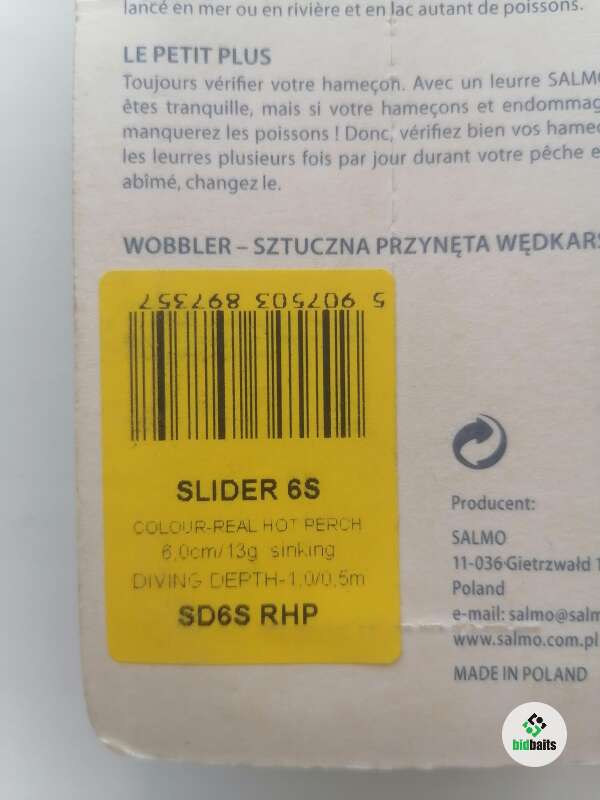 lancé en mer ou en rivière et en lac autant de poissons.
LE PETIT PLUS
Toujours vérifier votre hameçon. Avec un leurre SALMO
êtes tranquille, mais si votre hameçons et endommag
manquerez les poissons ! Donc, vérifiez bien vos hameç
les leurres plusieurs fois par jour durant votre pêche e
abîmé, changez le.
WOBBLER – SZTUCZNA PRZYNĘTA WĘDKARS
5 907503 897357
SLIDER 6S
COLOUR-REAL HOT PERCH
6,0cm/13g sinking
DIVING DEPTH-1,0/0,5m
SD6S RHP
Producent:
SALMO
11-036 Gietrzwałd 1
Poland
e-mail: salmo@salm
www.salmo.com.pl
MADE IN POLAND
bidbaits